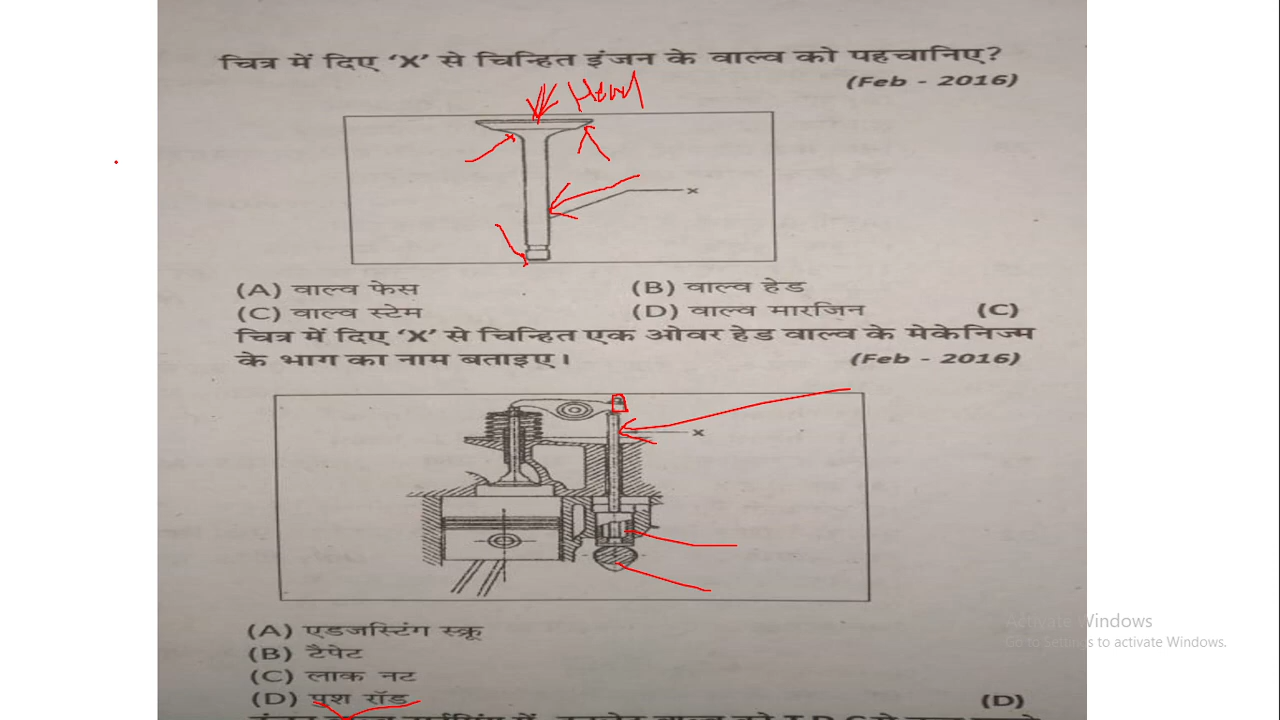 चित्र में दिए ‘X’ से चिन्हित इंजन के वाल्व को पहचानिए?
(Feb - 2016)
Head
x
(A) वाल्व फेस
(B) वाल्व हेड
(C) वाल्व स्टेम
(D) वाल्व मारजिन
(C)
चित्र में दिए ‘X’ से चिन्हित एक ओवर हेड वाल्व के मेकेनिज्म
के भाग का नाम बताइए।
(Feb - 2016)
x
(A) एडजस्टिंग स्क्रू
(B) टैपेट
(C) लाक नट
(D) पुश रॉड
(D)
Activate Windows
Go to Settings to activate Windows.